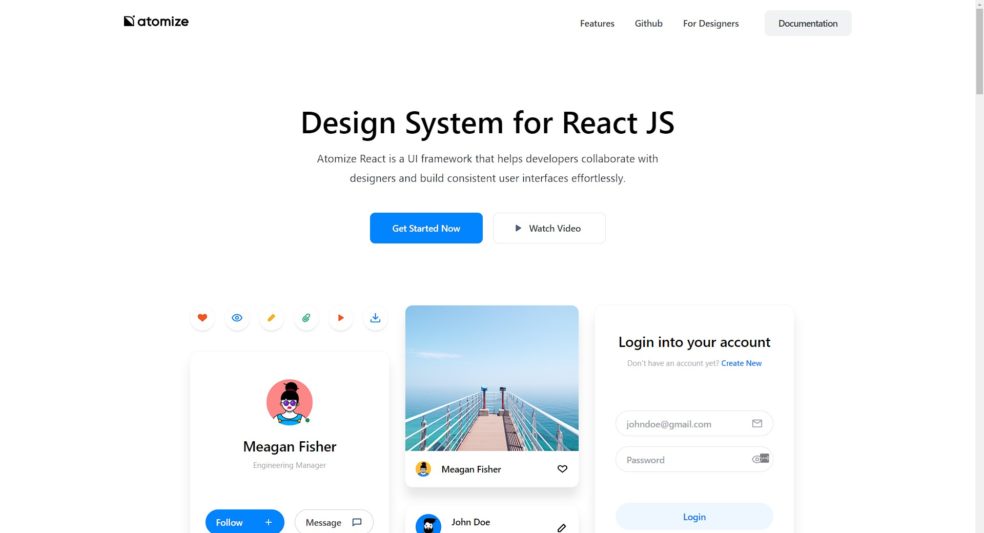 atomize
Features
Github
For Designers
Documentation
Design System for React JS
Atomize React is a UI framework that helps developers collaborate with
designers and build consistent user interfaces effortlessly.
Get Started Now
Watch Video
Meagan Fisher
Engineering Manager
Follow
Message
Meagan Fisher
John Doe
Login into your account
Don't have an account yet? Create New
johndoe@gmail.com
Password
Login